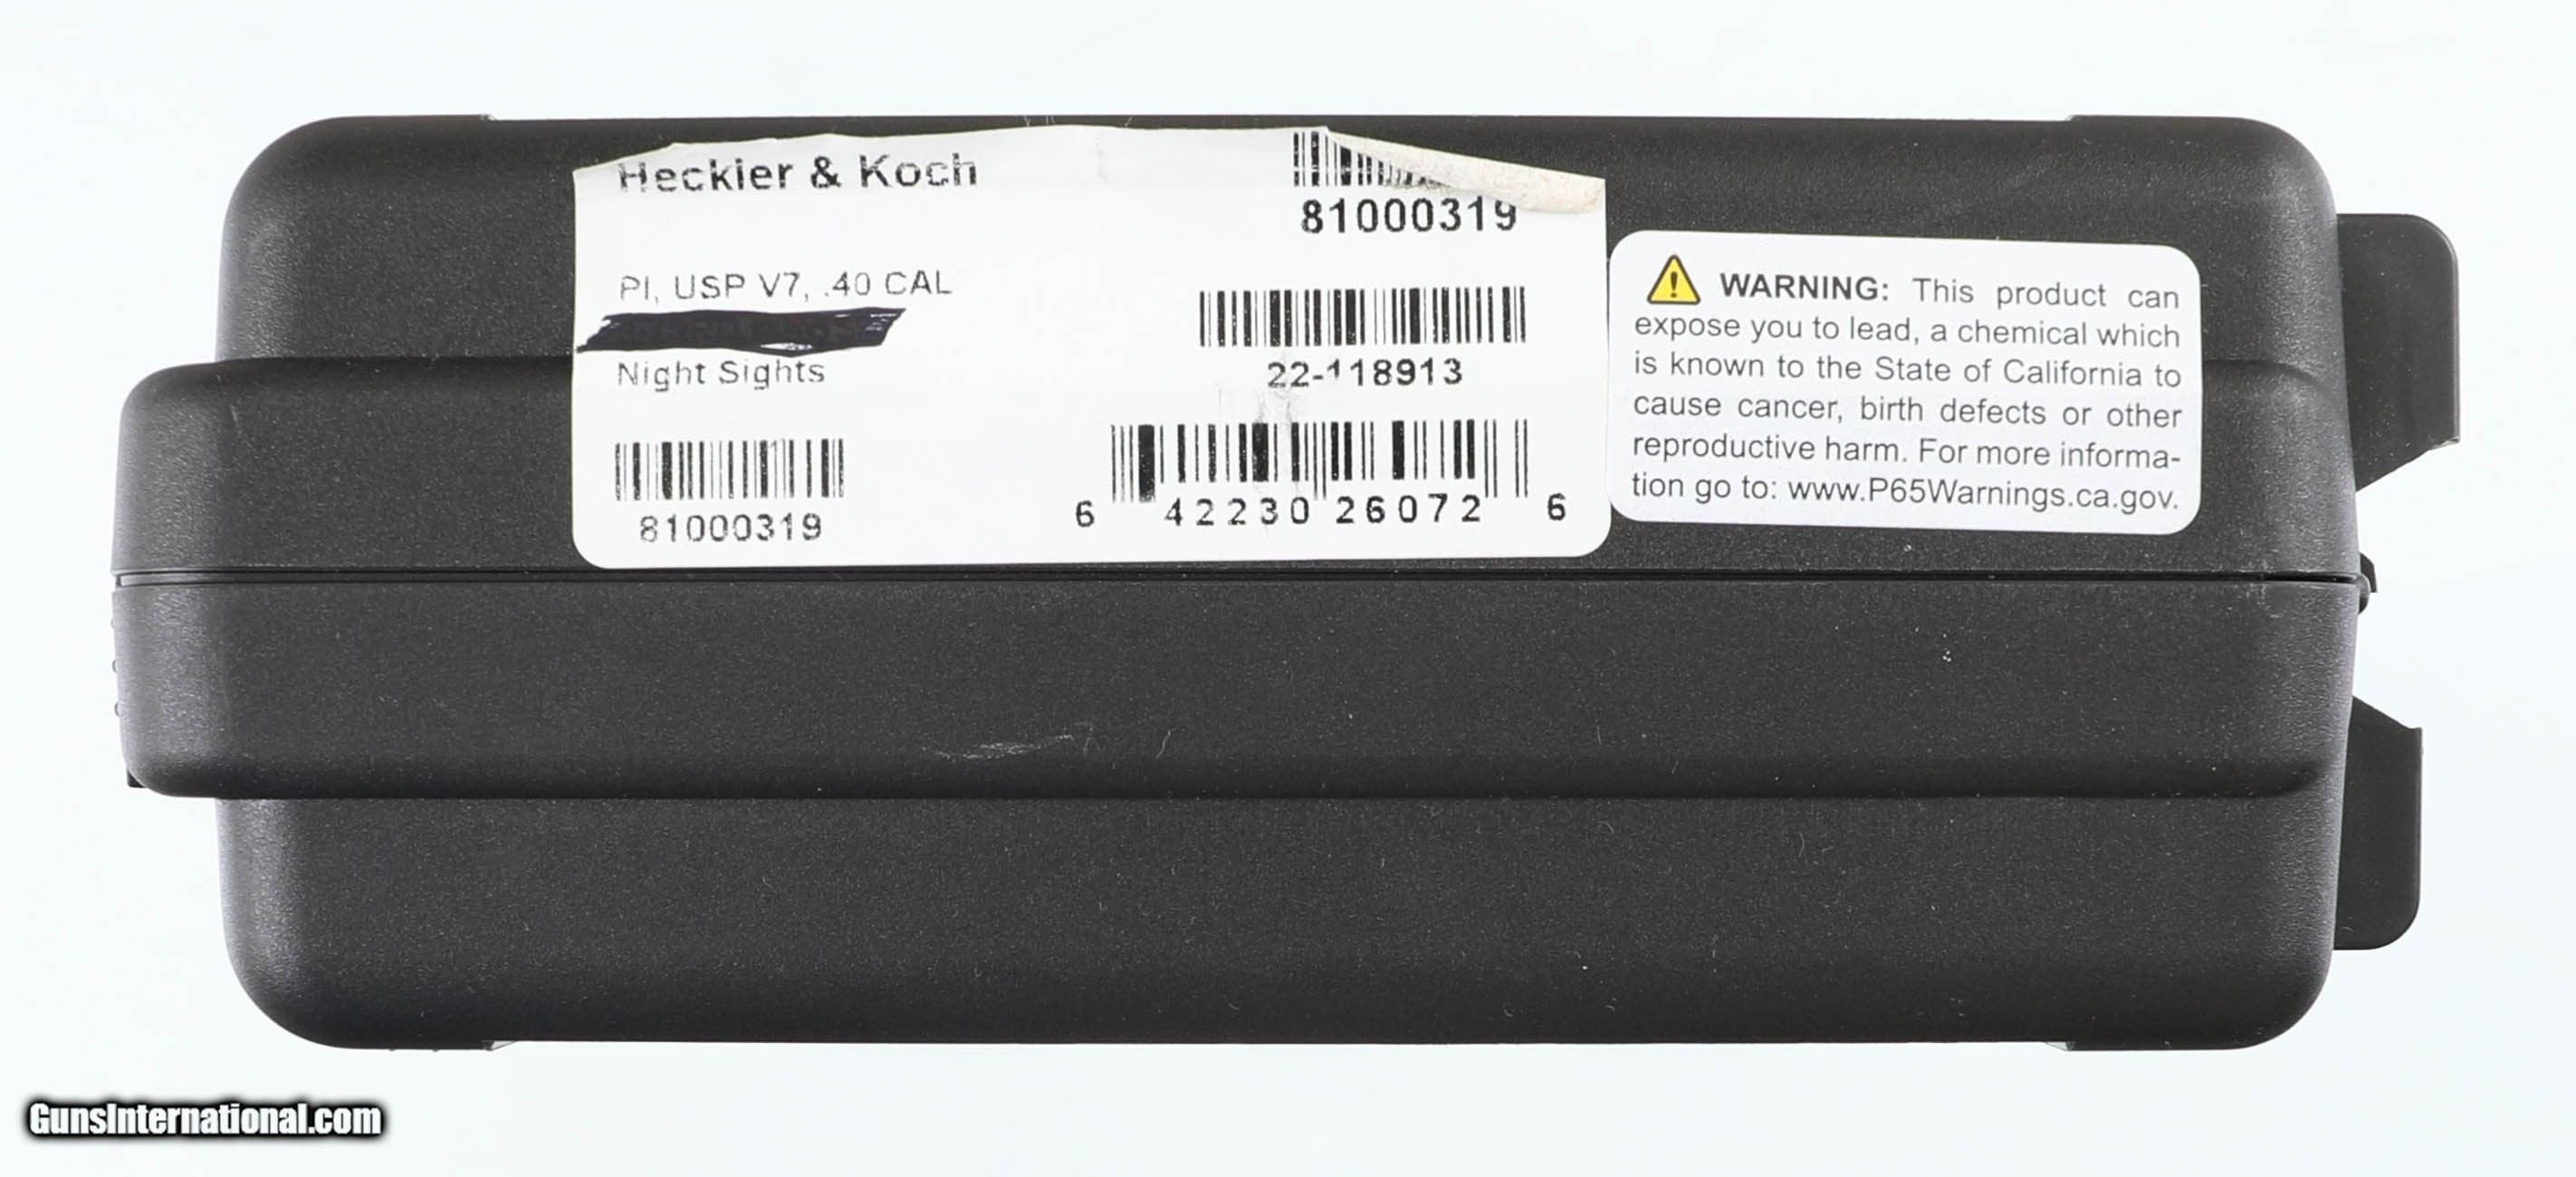 Heckler & Koch
81000319
PI, USP V7, .40 CAL
Night Sights
22-118913
81000319
6 42230 26072 6
WARNING: This product can
expose you to lead, a chemical which
is known to the State of California to
cause cancer, birth defects or other
reproductive harm. For more informa-
tion go to: www.P65Warnings.ca.gov.
GunsInternational.com